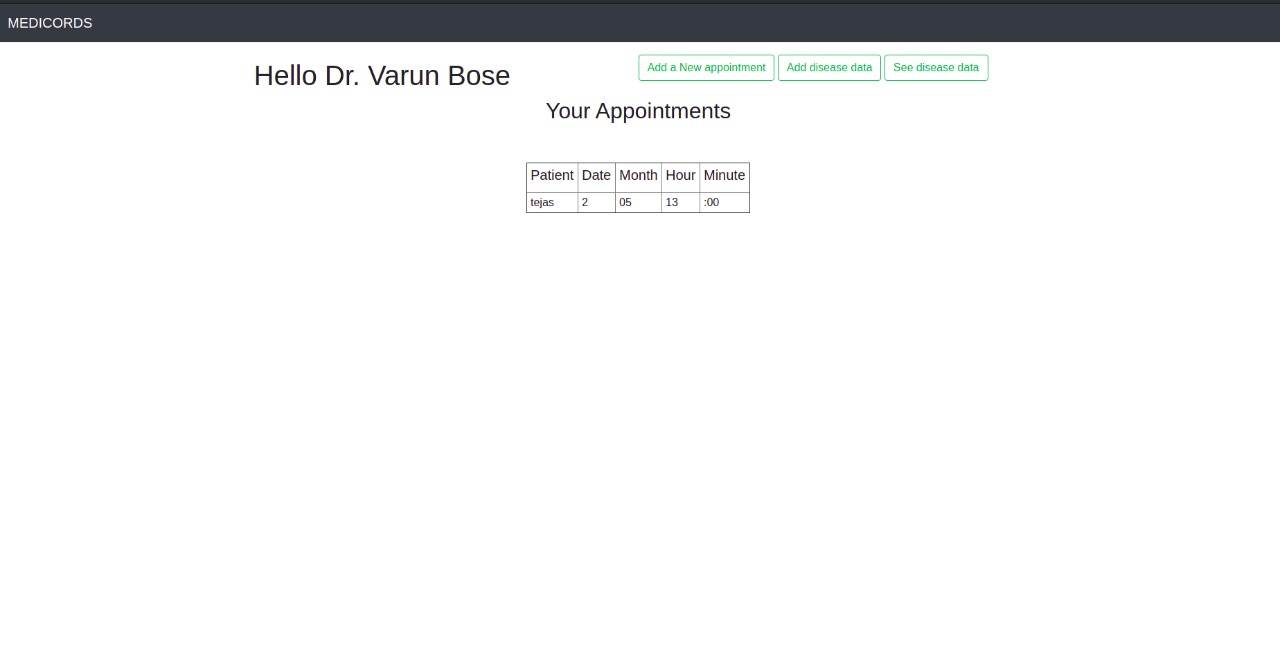 MEDICORDS
Hello Dr. Varun Bose
Add a New appointment Add disease data See disease data
Your Appointments
Patient Date Month Hour Minute
tejas 2 05 13 :00